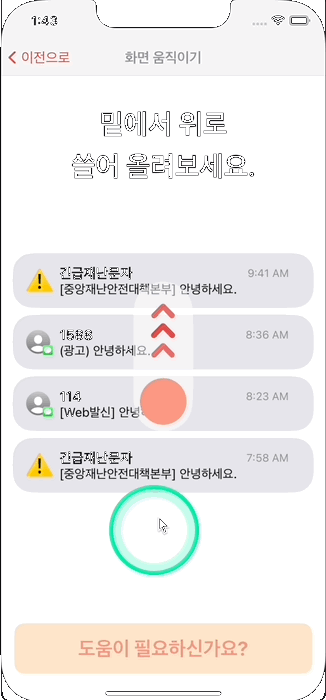 1:43
이전으로
화면 움직이기
밑에서 위로
쓸어 올려보세요.
긴급재난문자
9:41 AM
[중앙재난안전대책본부] 안녕하세요.
1588
8:36 AM
(광고) 안녕하세요.
114
8:23 AM
[Web발신] 안녕
긴급재난문자
7:58 AM
[중앙재난안전대책본부] 안녕하세요.
도움이 필요하신가요?